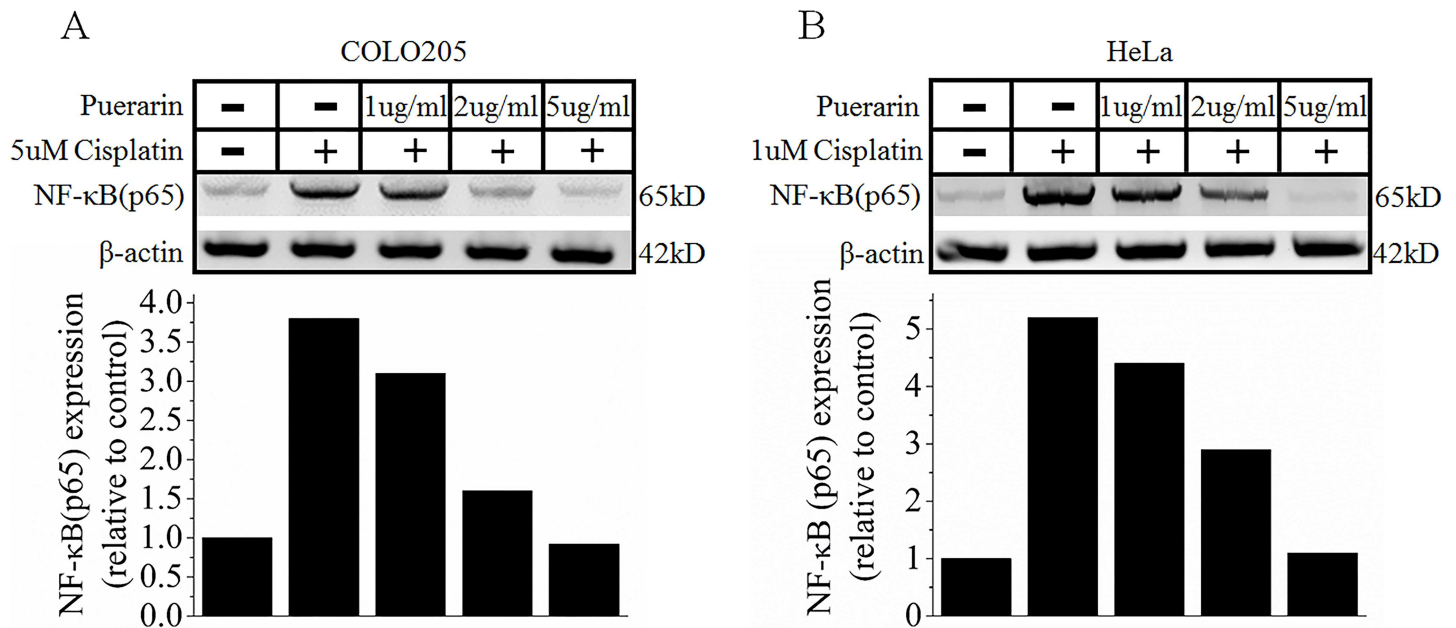 A
COLO205
Puerarin - - 1ug/ml 2ug/ml 5ug/ml
5uM Cisplatin - + + + +
NF-κB(p65) 65kD
β-actin 42kD
NF-κB(p65) expression
(relative to control)
4.0
3.5
3.0
2.5
2.0
1.5
1.0
0.5
0.0
B
HeLa
Puerarin - - 1ug/ml 2ug/ml 5ug/ml
1uM Cisplatin - + + + +
NF-κB(p65) 65kD
β-actin 42kD
NF-κB (p65) expression
(relative to control)
5
4
3
2
1
0